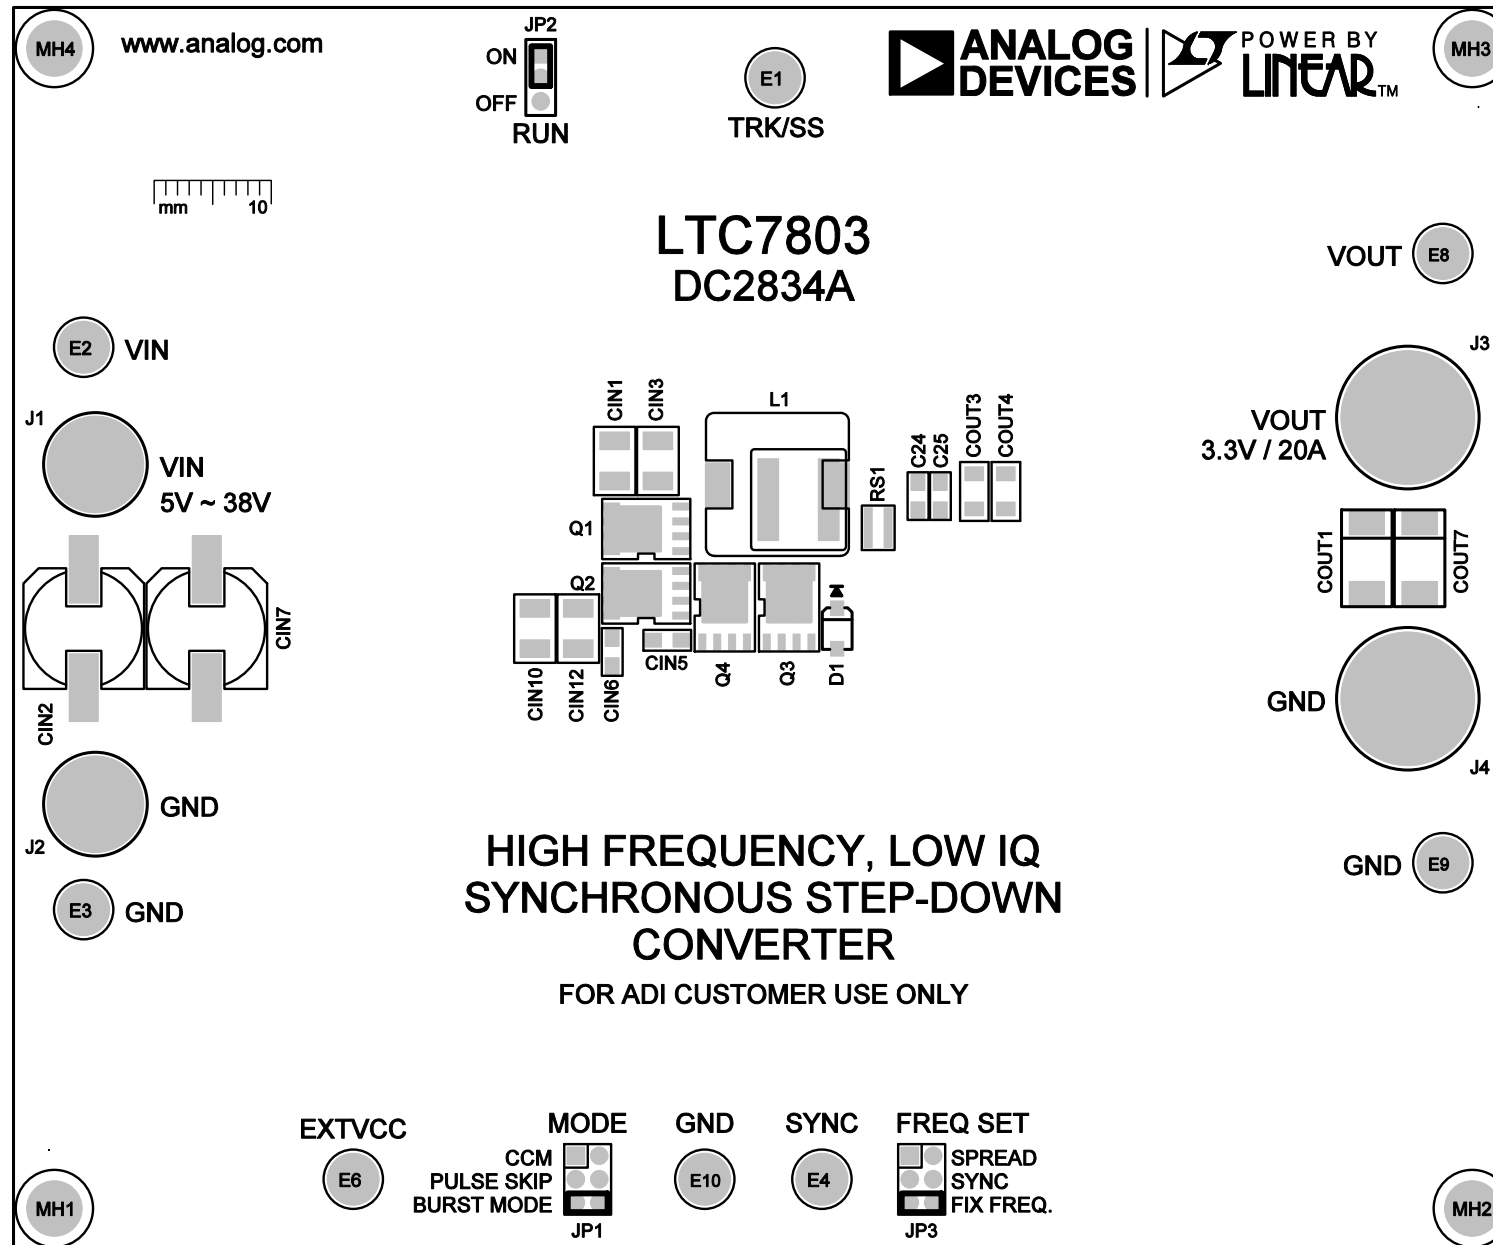 MH4
www.analog.com
JP2
ON
OFF
RUN
E1
TRK/SS
ANALOG
DEVICES
POWER BY
LINEAR™
MH3
mm 10
LTC7803
DC2834A
VOUT E8
E2 VIN
J1
VIN
5V ~ 38V
J3
VOUT
3.3V / 20A
CIN1
CIN3
L1
RS1
C24
C25
COUT3
COUT4
Q1
Q2
CIN10
CIN12
CIN6
CIN5
Q4
Q3
D1
CIN7
CIN2
COUT1
COUT7
GND
J4
GND
J2
E3 GND
GND E9
HIGH FREQUENCY, LOW IQ
SYNCHRONOUS STEP-DOWN
CONVERTER
FOR ADI CUSTOMER USE ONLY
EXTVCC
E6
MODE
CCM
PULSE SKIP
BURST MODE
JP1
GND
E10
SYNC
E4
FREQ SET
SPREAD
SYNC
FIX FREQ.
JP3
MH1
MH2